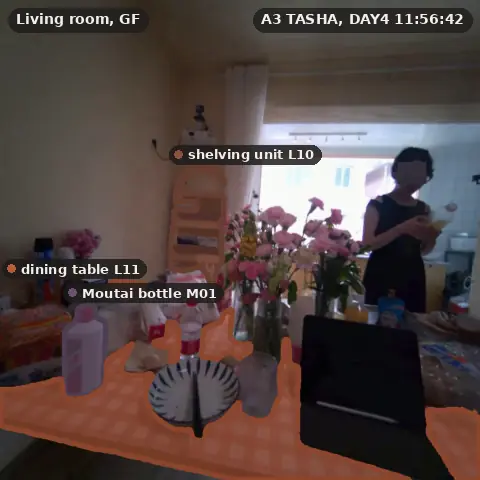 Living room, GF
A3 TASHA, DAY4 11:56:42
shelving unit L10
dining table L11
Moutai bottle M01